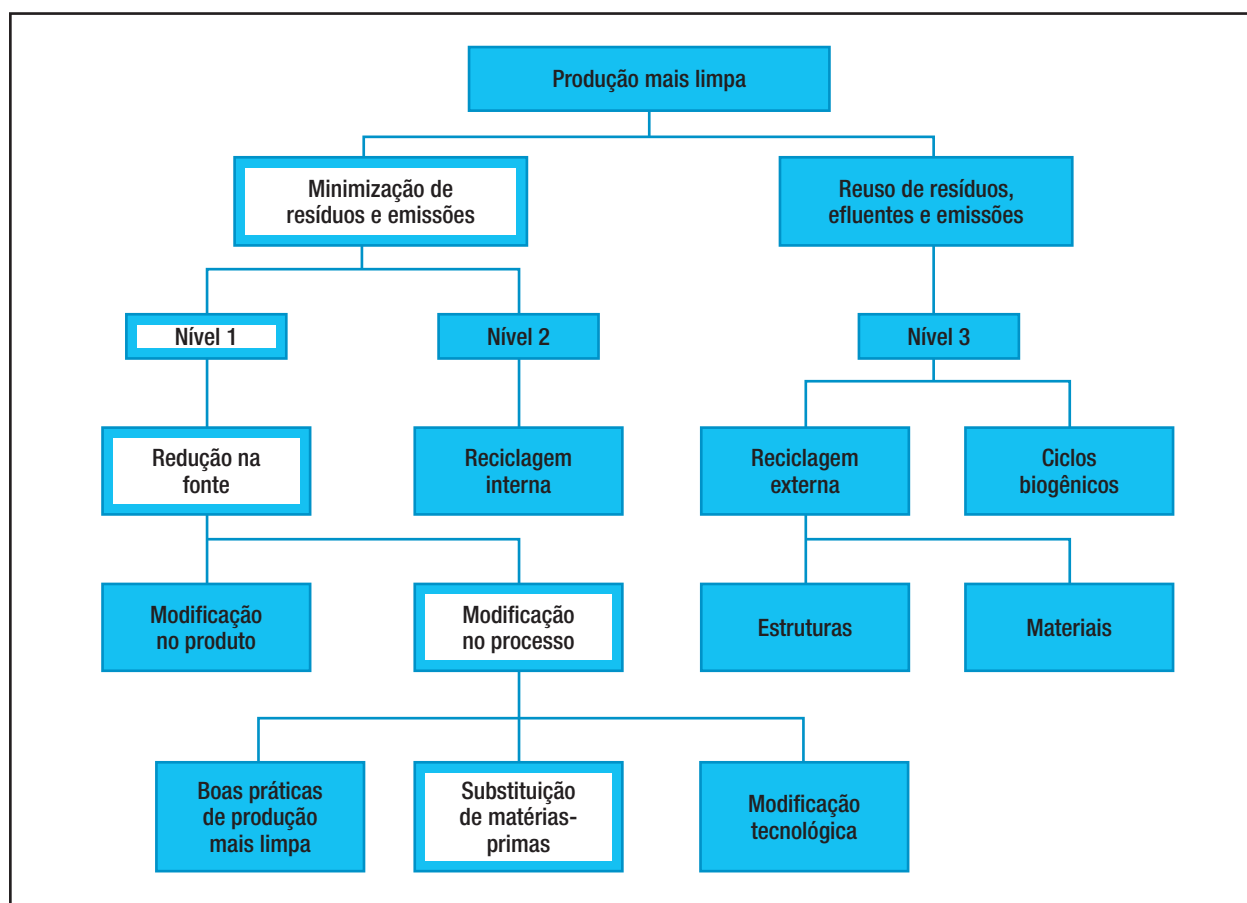 Produção mais limpa
Minimização de
resíduos e emissões
Reuso de resíduos,
efluentes e emissões
Nível 1
Nível 2
Nível 3
Redução na
fonte
Reciclagem
interna
Reciclagem
externa
Ciclos
biogênicos
Modificação
no produto
Modificação
no processo
Estruturas
Materiais
Boas práticas
de produção
mais limpa
Substituição
de matérias-
primas
Modificação
tecnológica